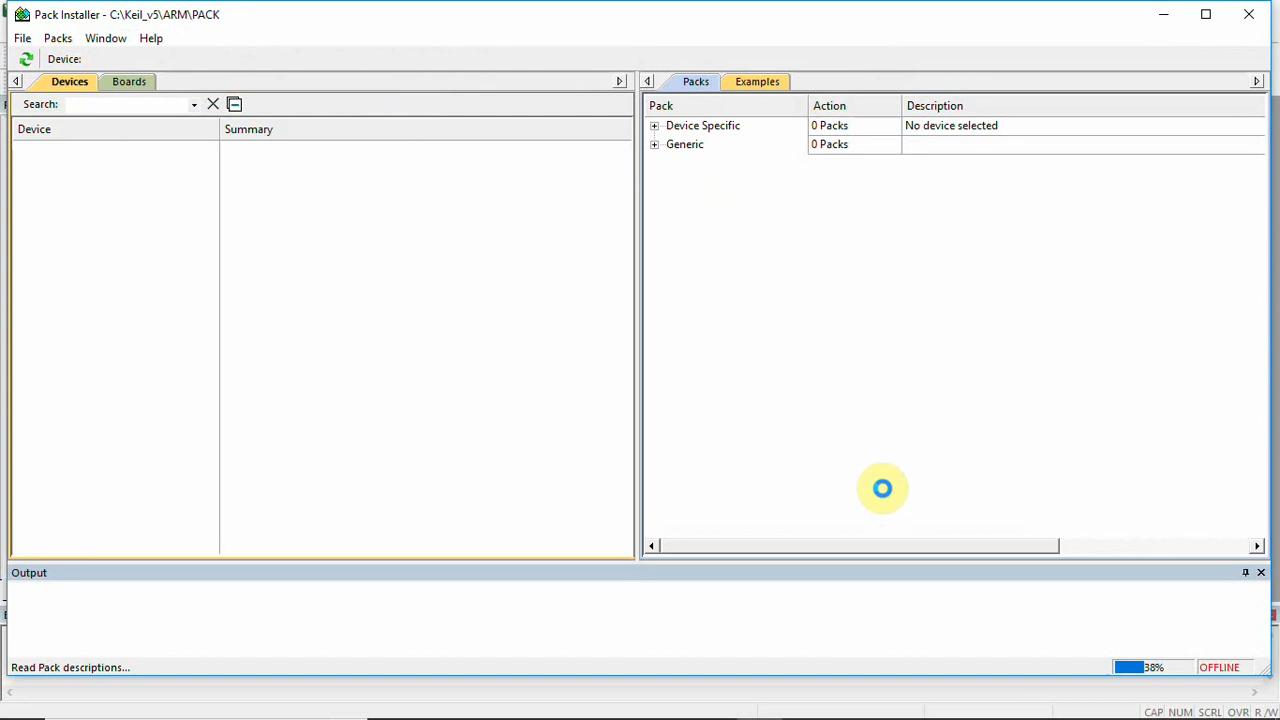 Pack Installer - C:\Keil_v5\ARM\PACK
File Packs Window Help
Device:
Devices Boards
Packs Examples
Search:
Device Summary
Pack Action Description
Device Specific 0 Packs No device selected
Generic 0 Packs
Output
Read Pack descriptions...
38% OFFLINE
CAP NUM SCRL OVR R /W